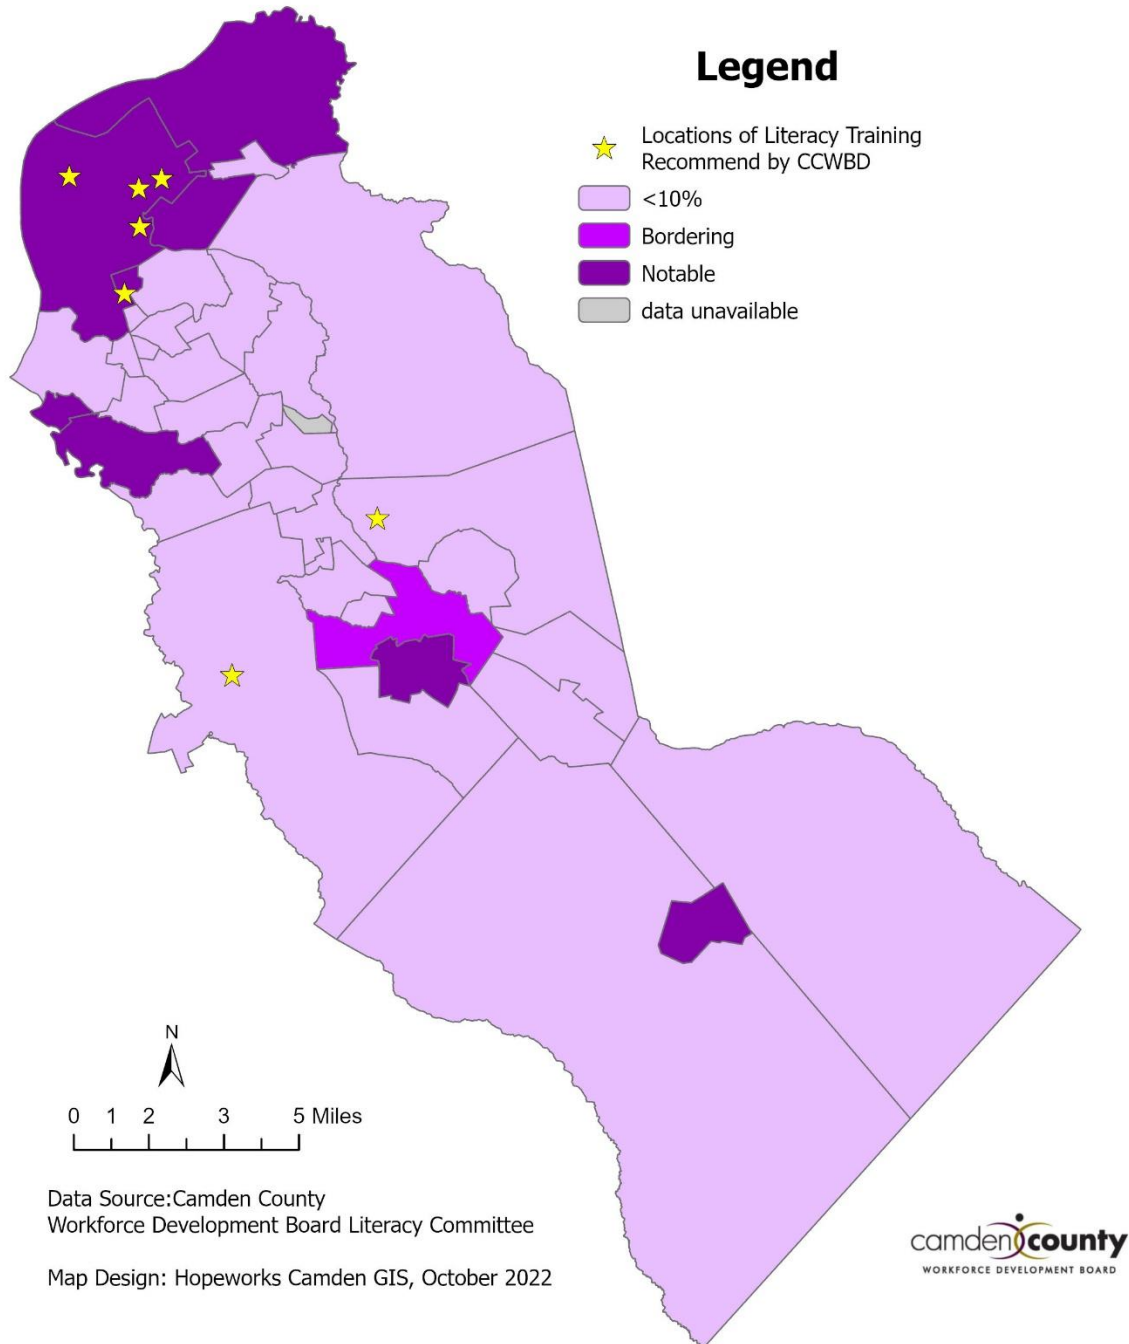 Legend
Locations of Literacy Training
Recommend by CCWBD
<10%
Bordering
Notable
data unavailable
N
0 1 2 3 5 Miles
Data Source:Camden County
Workforce Development Board Literacy Committee
Map Design: Hopeworks Camden GIS, October 2022
camden county
WORKFORCE DEVELOPMENT BOARD